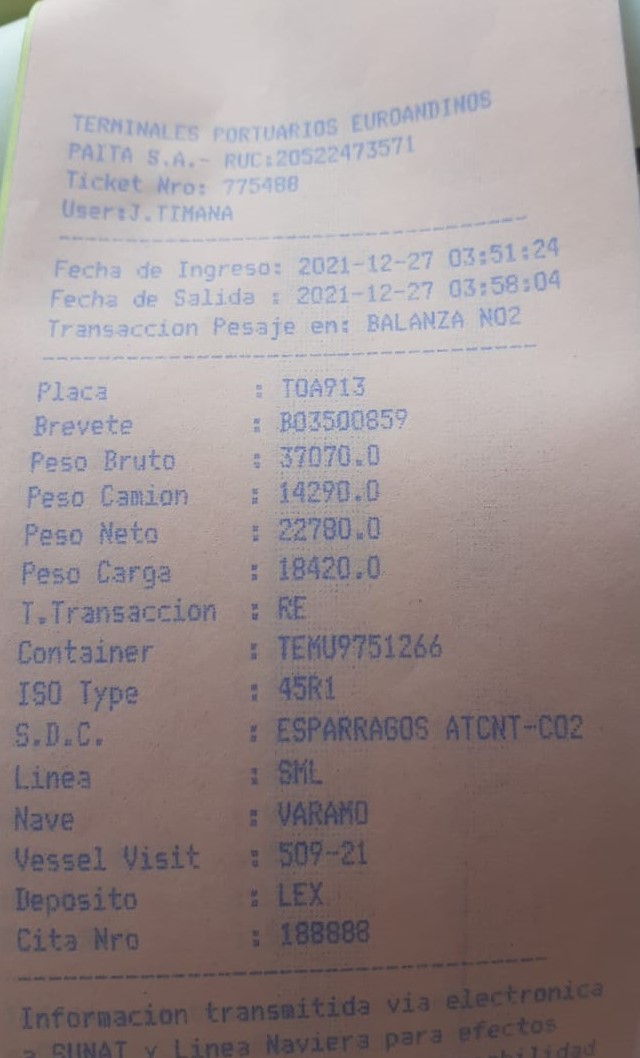 TERMINALES PORTUARIOS EUROANDINOS
PAITA S.A.- RUC:20522473571
Ticket Nro: 775488
User:J.TIMANA
--------------------------------
Fecha de Ingreso: 2021-12-27 03:51:24
Fecha de Salida : 2021-12-27 03:58:04
Transaccion Pesaje en: BALANZA NO2
--------------------------------
Placa : TOA913
Brevete : B03500859
Peso Bruto : 37070.0
Peso Camion : 14290.0
Peso Neto : 22780.0
Peso Carga : 18420.0
T.Transaccion : RE
Container : TEMU9751266
ISO Type : 45R1
S.D.C. : ESPARRAGOS ATCNT-CO2
Linea : SML
Nave : VARAMO
Vessel Visit : 509-21
Deposito : LEX
Cita Nro : 188888
--------------------------------
Informacion transmitida via electronica
a SUNAT y Linea Naviera para efectos